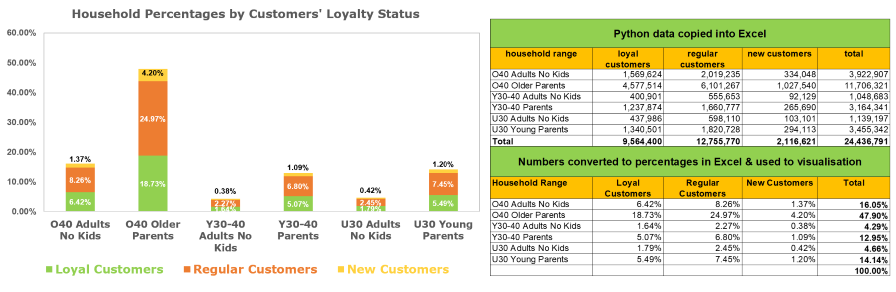 Household Percentages by Customers' Loyalty Status
60.00%
50.00%
40.00%
30.00%
20.00%
10.00%
0.00%
1.37%
8.26%
6.42%
4.20%
24.97%
18.73%
0.38%
2.27%
1.64%
1.09%
6.80%
5.07%
0.42%
2.45%
1.79%
1.20%
7.45%
5.49%
O40 Adults No Kids
O40 Older Parents
Y30-40 Adults No Kids
Y30-40 Parents
U30 Adults No Kids
U30 Young Parents
Loyal Customers Regular Customers New Customers
Python data copied into Excel
household range loyal customers regular customers new customers total
O40 Adults No Kids 1,569,624 2,019,235 334,048 3,922,907
O40 Older Parents 4,577,514 6,101,267 1,027,540 11,706,321
Y30-40 Adults No Kids 400,901 555,653 92,129 1,048,683
Y30-40 Parents 1,237,874 1,660,777 265,690 3,164,341
U30 Adults No Kids 437,986 598,110 103,101 1,139,197
U30 Young Parents 1,340,501 1,820,728 294,113 3,455,342
Total 9,564,400 12,755,770 2,116,621 24,436,791
Numbers converted to percentages in Excel & used to visualisation
Household Range Loyal Customers Regular Customers New Customers Total
O40 Adults No Kids 6.42% 8.26% 1.37% 16.05%
O40 Older Parents 18.73% 24.97% 4.20% 47.90%
Y30-40 Adults No Kids 1.64% 2.27% 0.38% 4.29%
Y30-40 Parents 5.07% 6.80% 1.09% 12.95%
U30 Adults No Kids 1.79% 2.45% 0.42% 4.66%
U30 Young Parents 5.49% 7.45% 1.20% 14.14%
100.00%